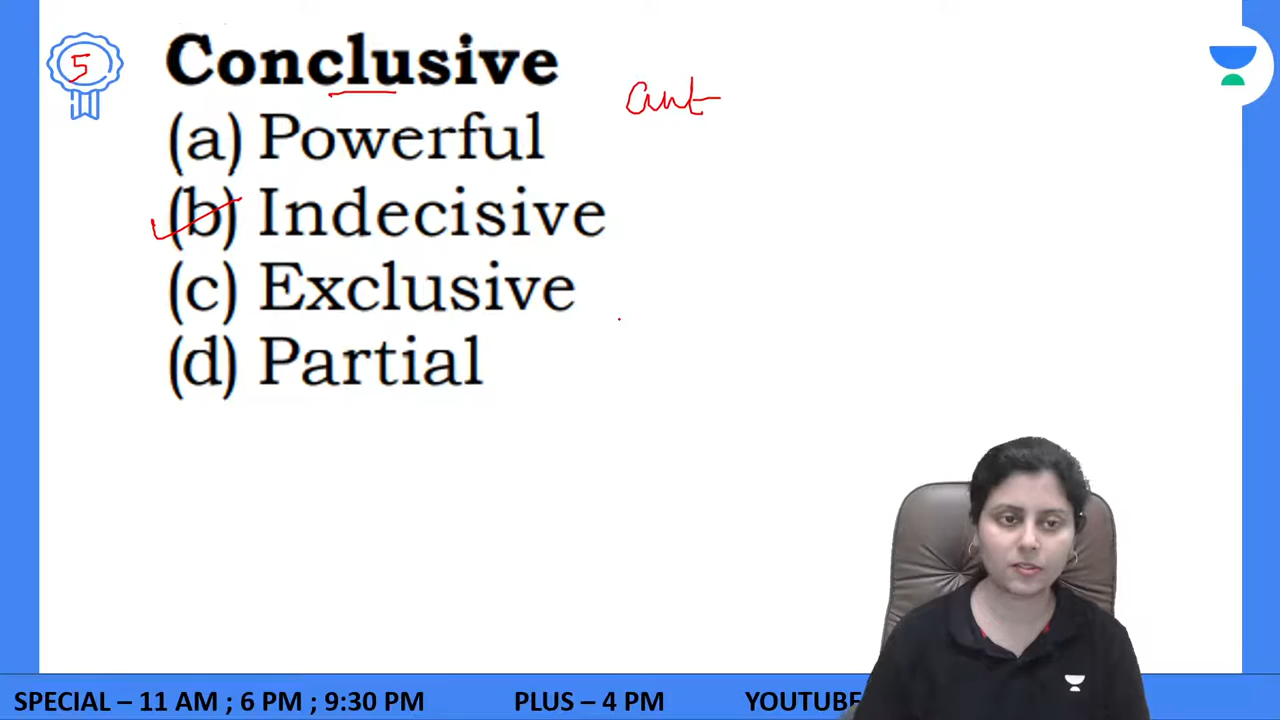 5
Conclusive
ant
(a) Powerful
(b) Indecisive
(c) Exclusive
(d) Partial
SPECIAL – 11 AM ; 6 PM ; 9:30 PM PLUS – 4 PM YOUTUBE